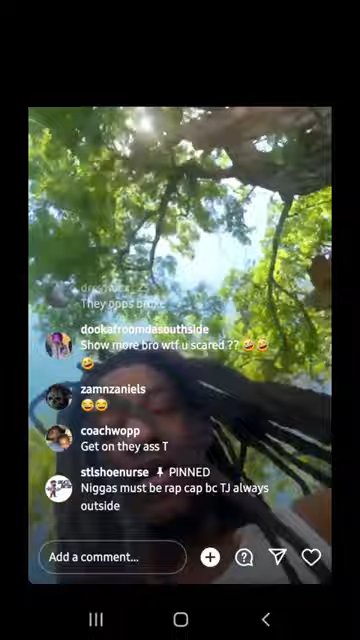 They opps broke
dookafroomdasouthside
Show more bro wtf u scared ?? 🤣🤣
🤣
zamnzaniels
😂😂
coachwopp
Get on they ass T
stlshoenurse 📌 PINNED
Niggas must be rap cap bc TJ always
outside
Add a comment...